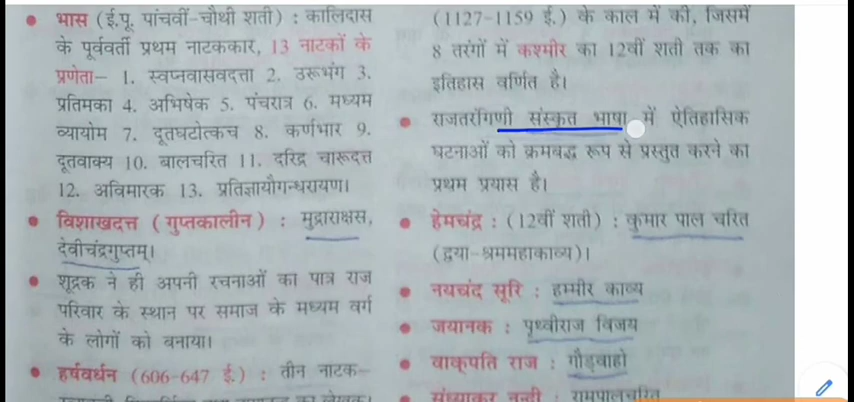 भास (ई.पू. पांचवीं-चौथी शती) : कालिदास
के पूर्ववर्ती प्रथम नाटककार, 13 नाटकों के
प्रणेता– 1. स्वप्नवासवदत्ता 2. उरूभंग 3.
प्रतिमका 4. अभिषेक 5. पंचरात्र 6. मध्यम
व्यायोम 7. दूतघटोत्कच 8. कर्णभार 9.
दूतवाक्य 10. बालचरित 11. दरिद्र चारूदत्त
12. अविमारक 13. प्रतिज्ञायौगन्धरायण।
विशाखदत्त (गुप्तकालीन) : मुद्राराक्षस,
देवीचंद्रगुप्तम्।
शूद्रक ने ही अपनी रचनाओं का पात्र राज
परिवार के स्थान पर समाज के मध्यम वर्ग
के लोगों को बनाया।
हर्षवर्धन (606-647 ई.) : तीन नाटक–
(1127-1159 ई.) के काल में की, जिसमें
8 तरंगों में कश्मीर का 12वीं शती तक का
इतिहास वर्णित है।
राजतरंगिणी संस्कृत भाषा में ऐतिहासिक
घटनाओं को क्रमबद्ध रूप से प्रस्तुत करने का
प्रथम प्रयास है।
हेमचंद्र : (12वीं शती) : कुमार पाल चरित
(द्वया-श्रममहाकाव्य)।
नयचंद सूरि : हम्मीर काव्य
जयानक : पृथ्वीराज विजय
वाक्पति राज : गौड़वाहो
संध्याकर नन्दी : रामपालचरित